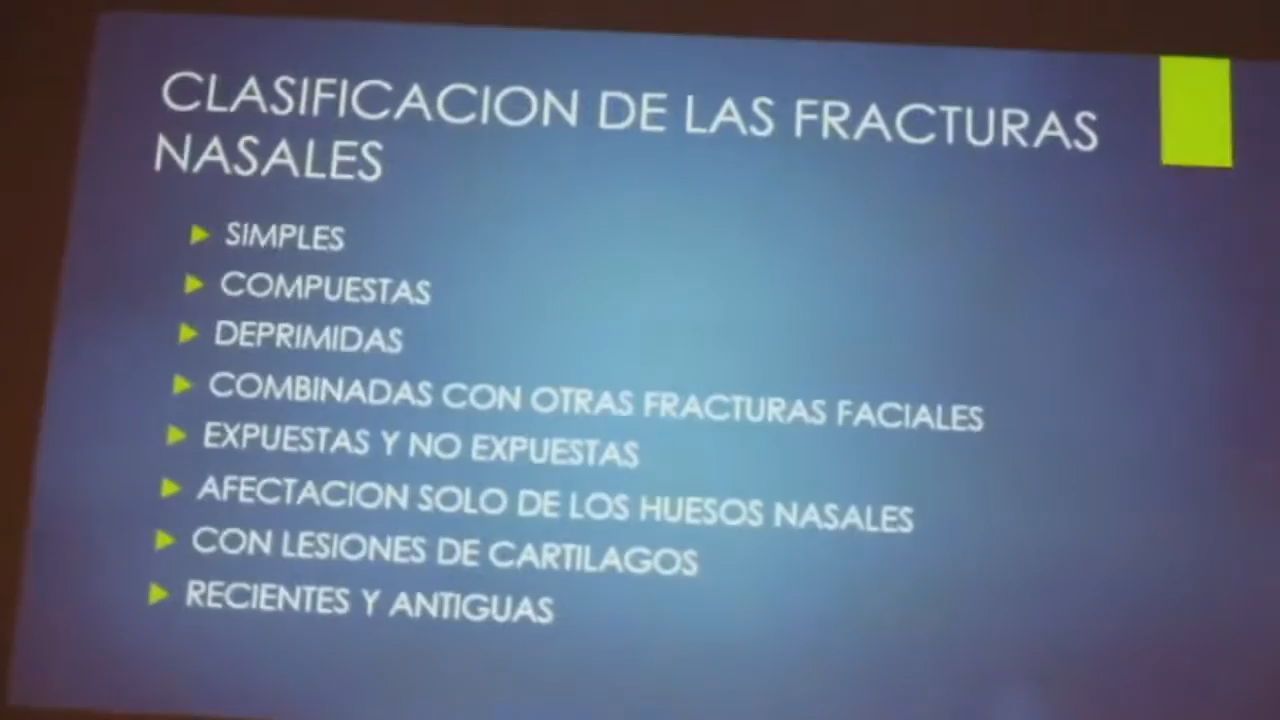 CLASIFICACION DE LAS FRACTURAS
NASALES
SIMPLES
COMPUESTAS
DEPRIMIDAS
COMBINADAS CON OTRAS FRACTURAS FACIALES
EXPUESTAS Y NO EXPUESTAS
AFECTACION SOLO DE LOS HUESOS NASALES
CON LESIONES DE CARTILAGOS
RECIENTES Y ANTIGUAS